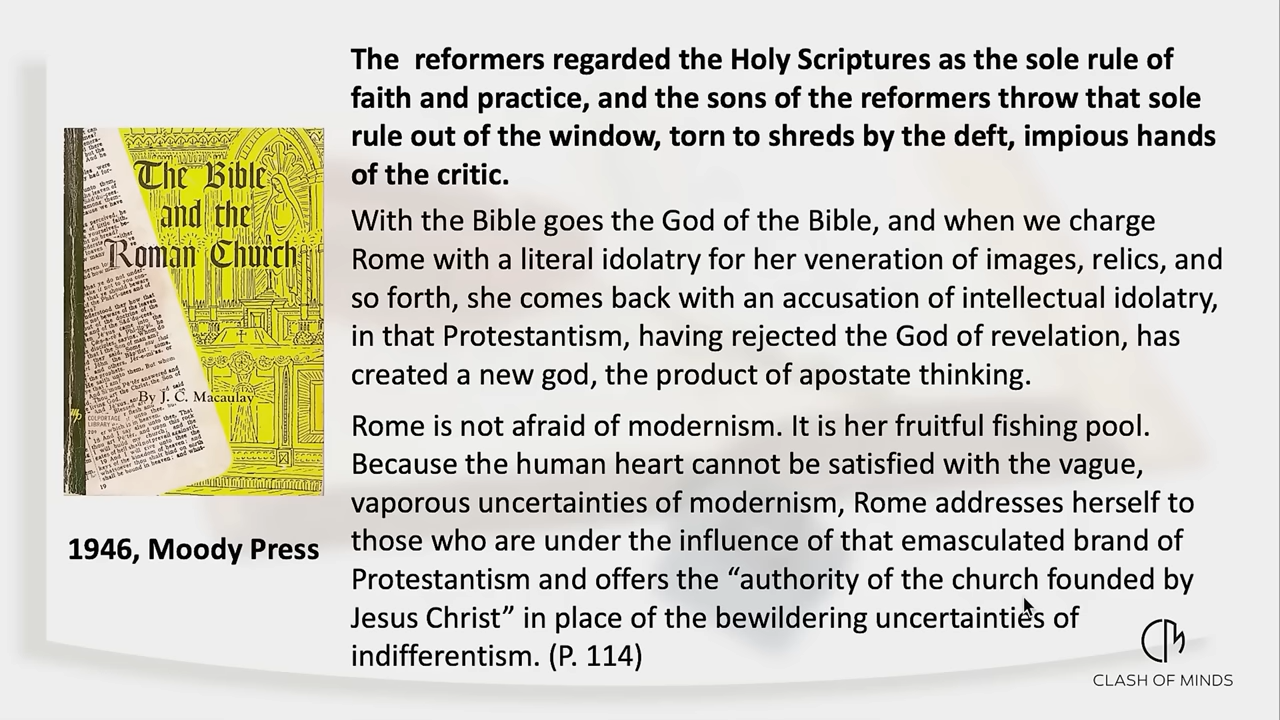 The reformers regarded the Holy Scriptures as the sole rule of
faith and practice, and the sons of the reformers throw that sole
rule out of the window, torn to shreds by the deft, impious hands
of the critic.
With the Bible goes the God of the Bible, and when we charge
Rome with a literal idolatry for her veneration of images, relics, and
so forth, she comes back with an accusation of intellectual idolatry,
in that Protestantism, having rejected the God of revelation, has
created a new god, the product of apostate thinking.
Rome is not afraid of modernism. It is her fruitful fishing pool.
Because the human heart cannot be satisfied with the vague,
vaporous uncertainties of modernism, Rome addresses herself to
those who are under the influence of that emasculated brand of
Protestantism and offers the “authority of the church founded by
Jesus Christ” in place of the bewildering uncertainties of
indifferentism. (P. 114)
The Bible
and the
Roman Church
By J. C. Macaulay
1946, Moody Press
CLASH OF MINDS